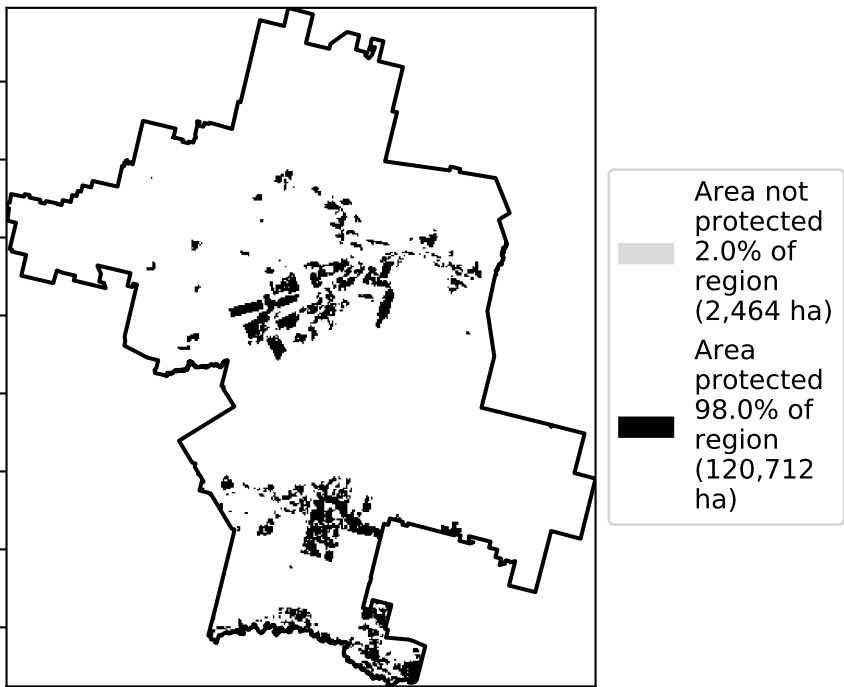 Area not
protected
2.0% of
region
(2,464 ha)
Area
protected
98.0% of
region
(120,712
ha)